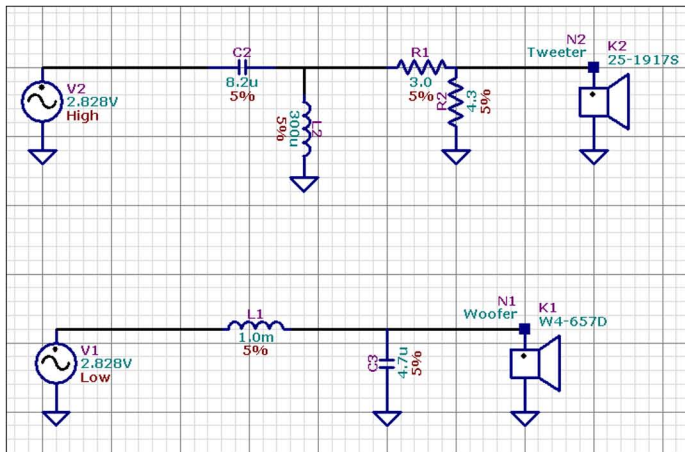 C2
8.2u
5%
V2
2.828V
High
L2
300u
5%
R1
3.0
5%
R2
4.3
5%
N2
Tweeter
K2
25-1917S
V1
2.828V
Low
L1
1.0m
5%
C3
4.7u
5%
N1
Woofer
K1
W4-657D